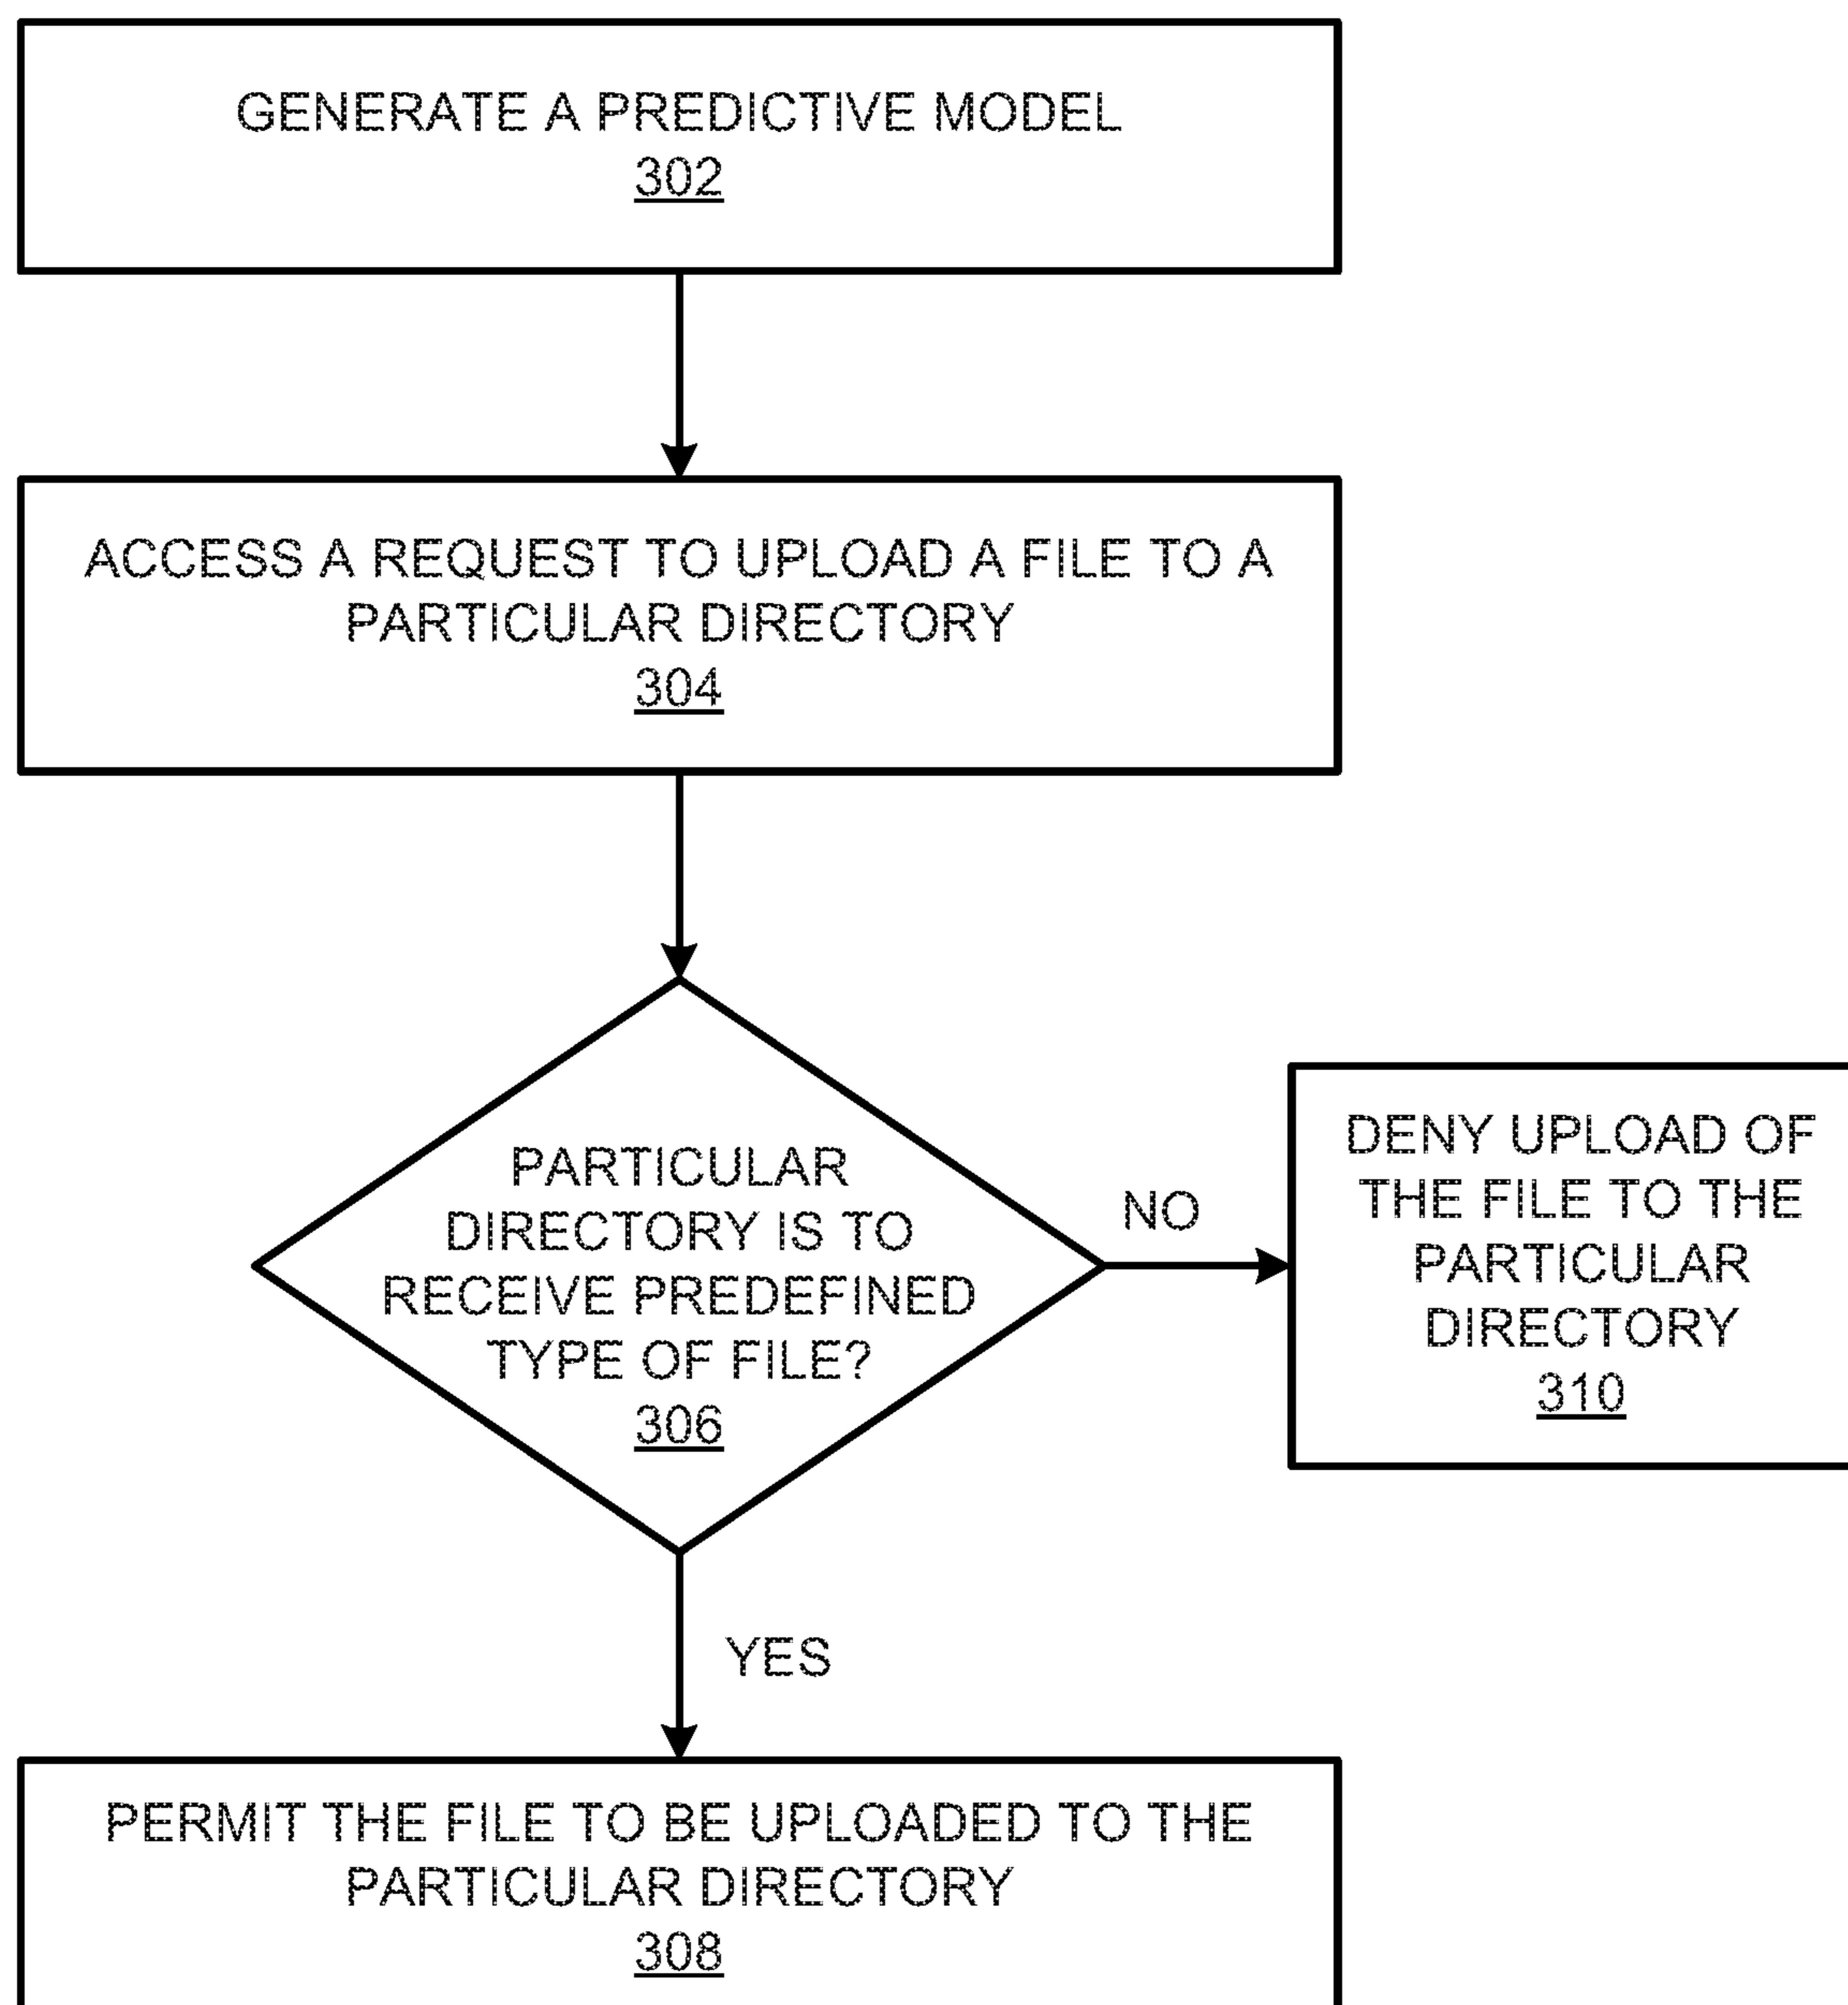 GENERATE A PREDICTIVE MODEL
302
ACCESS A REQUEST TO UPLOAD A FILE TO A
PARTICULAR DIRECTORY
304
PARTICULAR
DIRECTORY IS TO
RECEIVE PREDEFINED
TYPE OF FILE?
306
NO
DENY UPLOAD OF
THE FILE TO THE
PARTICULAR
DIRECTORY
310
YES
PERMIT THE FILE TO BE UPLOADED TO THE
PARTICULAR DIRECTORY
308